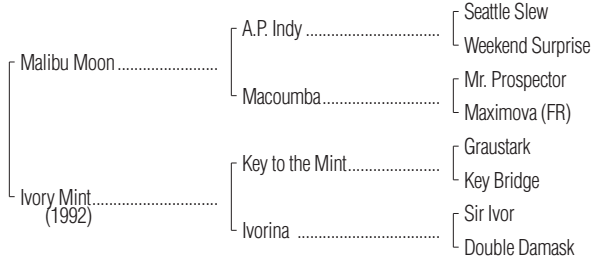 Seattle Slew
A.P. Indy ........................................
Weekend Surprise
Malibu Moon ..............................
Mr. Prospector
Macoumba...................................
Maximova (FR)
Graustark
Key to the Mint...........................
Key Bridge
Ivory Mint.....................................
(1992)
Sir Ivor
Ivorina ..........................................
Double Damask